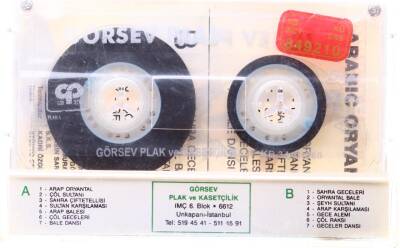 GÖRSEV
849210
ARABIC ORYAN
GÖRSEV PLAK ve KASETÇİLİK
A
1 - ARAP ORYANTAL
2 - ÇÖL SULTANI
3 - SAHRA ÇİFTETELLİSİ
4 - SULTAN KARŞILAMASI
5 - ARAP BALESİ
6 - ÇÖL GECELERİ
7 - BALE DANSI
GÖRSEV
PLAK ve KASETÇİLİK
İMÇ 6. Blok • 6612
Unkapanı-İstanbul
Tel: 519 45 41 - 511 15 91
B
1 - SAHRA GECELERİ
2 - ORYANTAL BALE
3 - ŞEYH SULTANI
4 - ARAP KARŞILAMASI
5 - GECE ALEMİ
6 - ÇÖL RAKSI
7 - GECELER DANSI